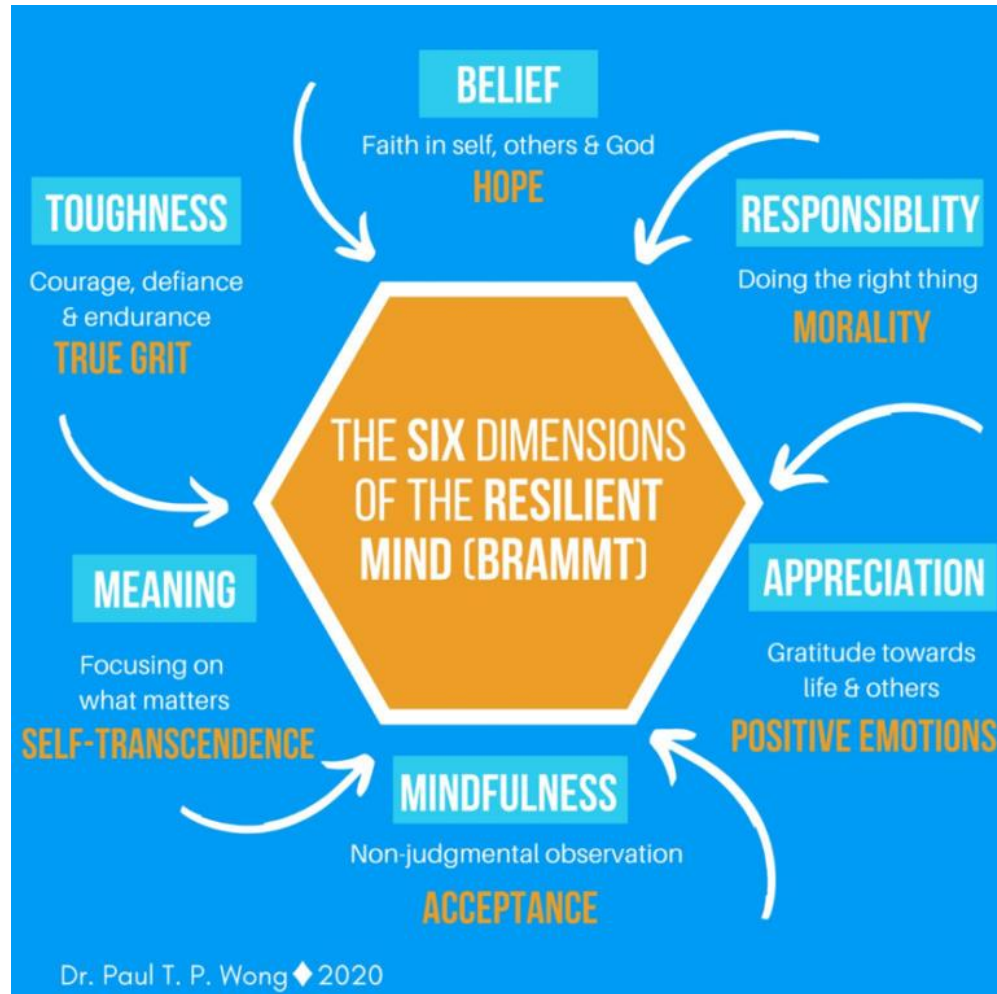 BELIEF
Faith in self, others & God
HOPE
RESPONSIBLITY
Doing the right thing
MORALITY
APPRECIATION
Gratitude towards
life & others
POSITIVE EMOTIONS
MINDFULNESS
Non-judgmental observation
ACCEPTANCE
MEANING
Focusing on
what matters
SELF-TRANSCENDENCE
TOUGHNESS
Courage, defiance
& endurance
TRUE GRIT
THE SIX DIMENSIONS
OF THE RESILIENT
MIND (BRAMMT)
Dr. Paul T. P. Wong ♦ 2020